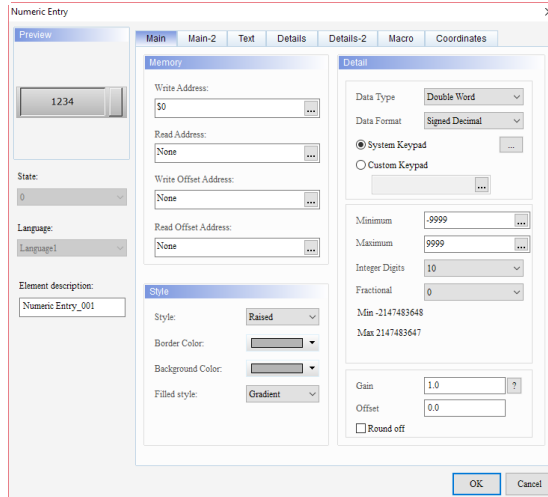 Numeric Entry
Preview
1234
State:
0
Language:
Language1
Element description:
Numeric Entry_001
Main Main-2 Text Details Details-2 Macro Coordinates
Memory
Write Address:
$0
...
Read Address:
None
...
Write Offset Address:
None
...
Read Offset Address:
None
...
Style
Style: Raised
Border Color:
Background Color:
Filled style: Gradient
Detail
Data Type Double Word
Data Format Signed Decimal
System Keypad ...
Custom Keypad
...
Minimum -9999 ...
Maximum 9999 ...
Integer Digits 10
Fractional 0
Min -2147483648
Max 2147483647
Gain 1.0 ?
Offset 0.0
Round off
OK Cancel